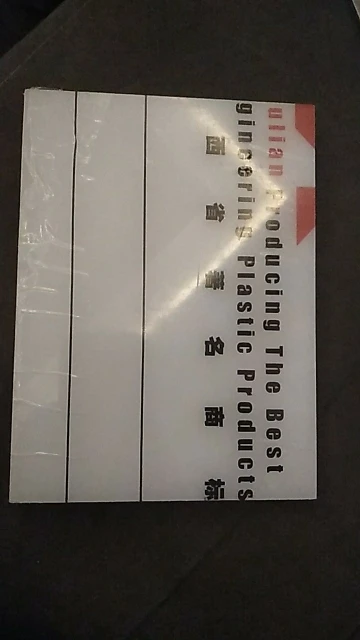 ulian Producing The Best
gineering Plastic Products
西省著名商标